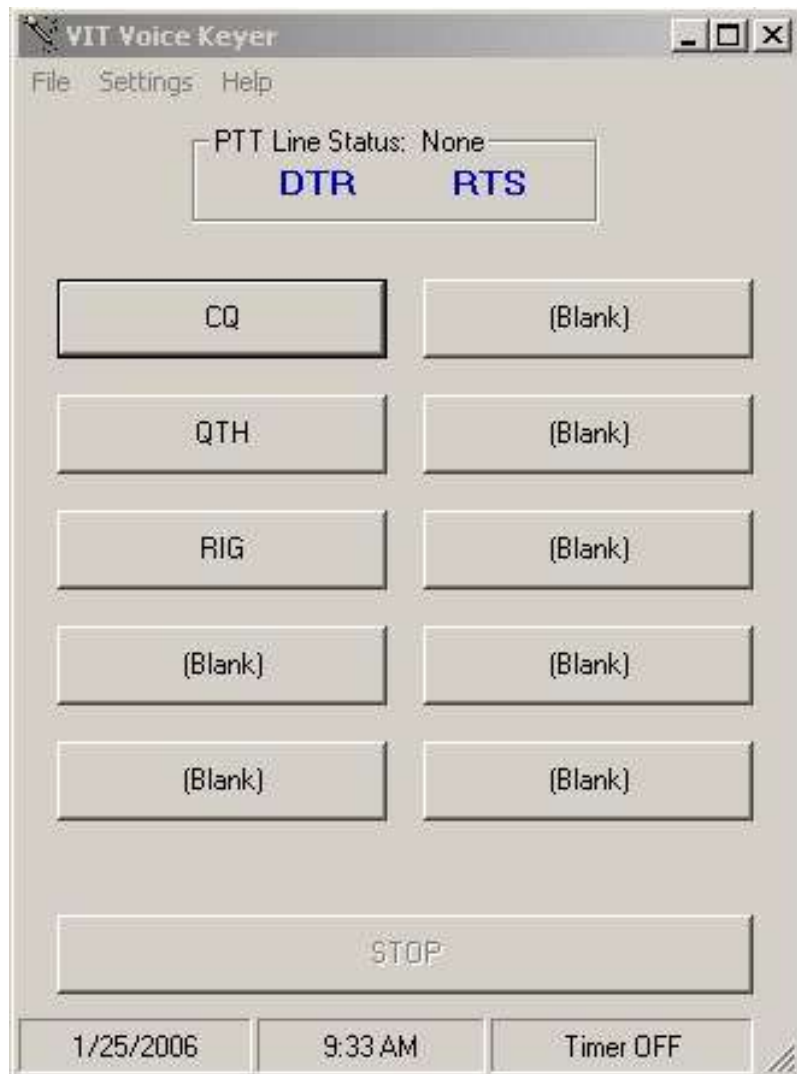 VIT Voice Keyer
File Settings Help
PTT Line Status: None
DTR RTS
CQ (Blank)
QTH (Blank)
RIG (Blank)
(Blank) (Blank)
(Blank) (Blank)
STOP
1/25/2006 9:33 AM Timer OFF